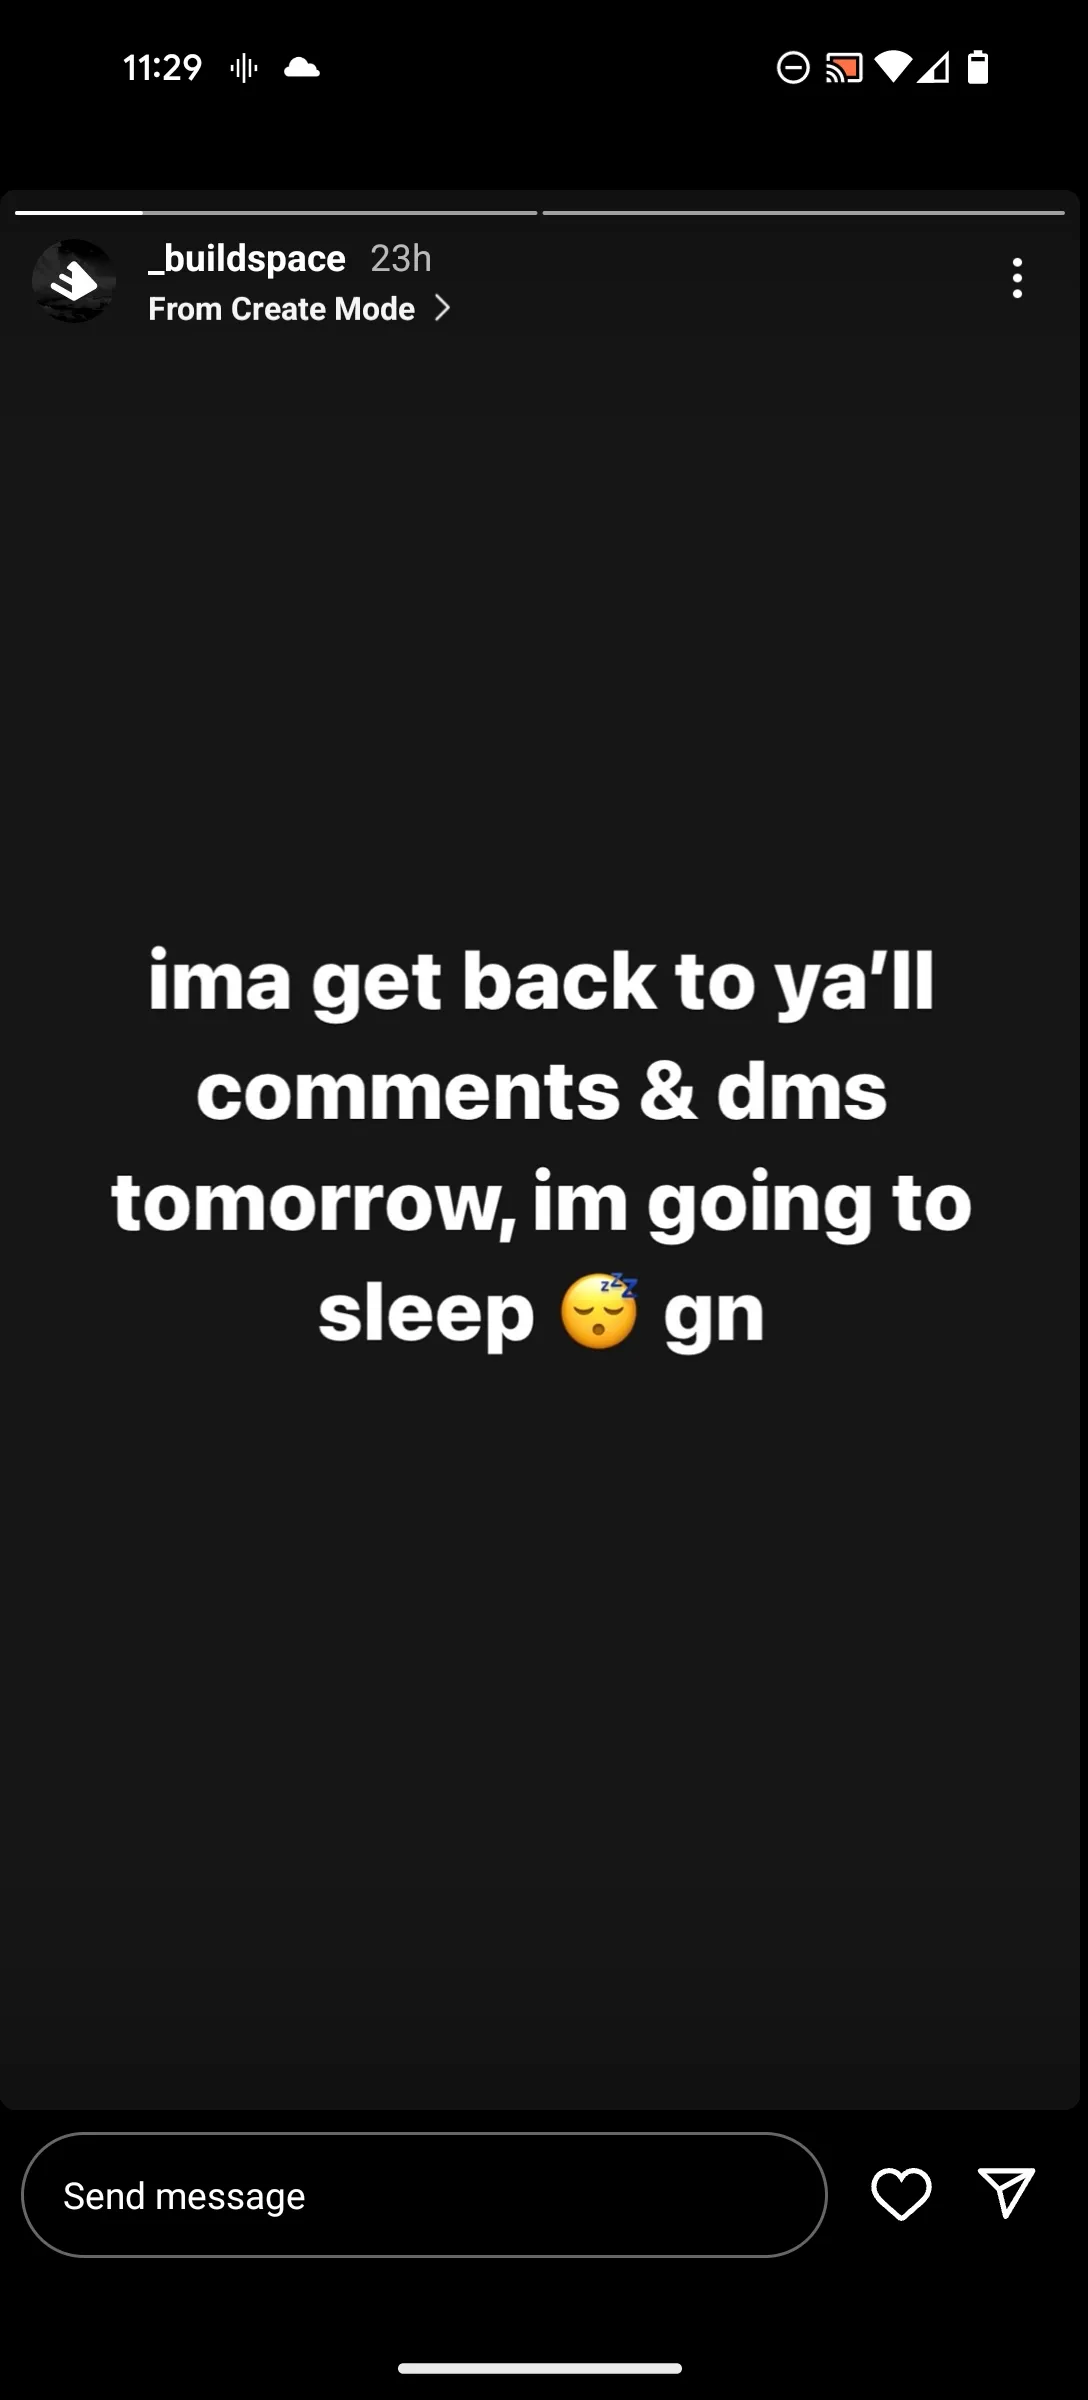 11:29
_buildspace 23h
From Create Mode
ima get back to ya’ll
comments & dms
tomorrow, im going to
sleep 😴 gn
Send message